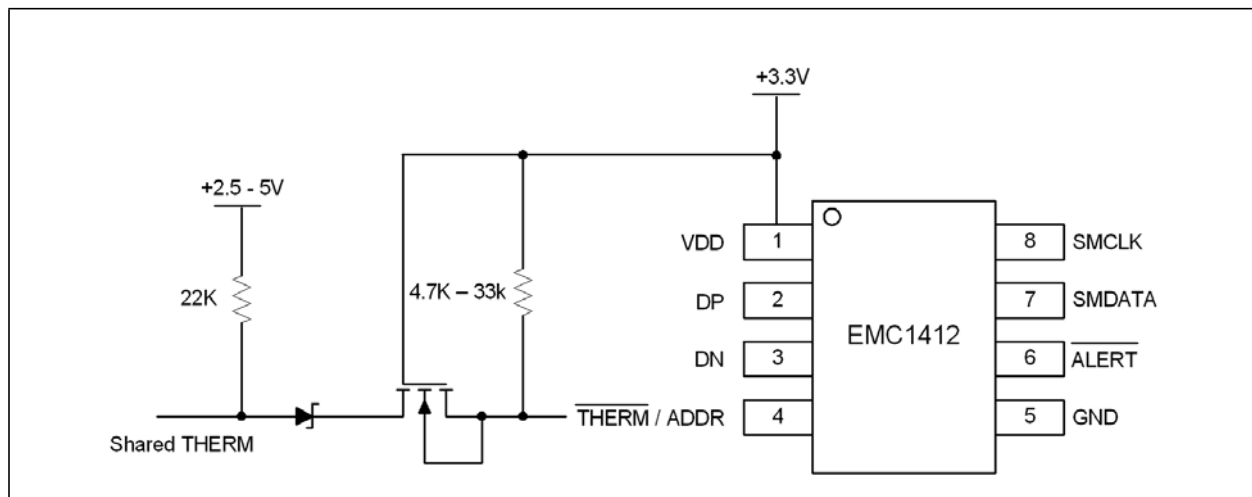 +3.3V
+2.5 - 5V
22K
4.7K – 33k
Shared THERM
THERM / ADDR
VDD
DP
DN
1
2
3
4
EMC1412
8
7
6
5
SMCLK
SMDATA
ALERT
GND